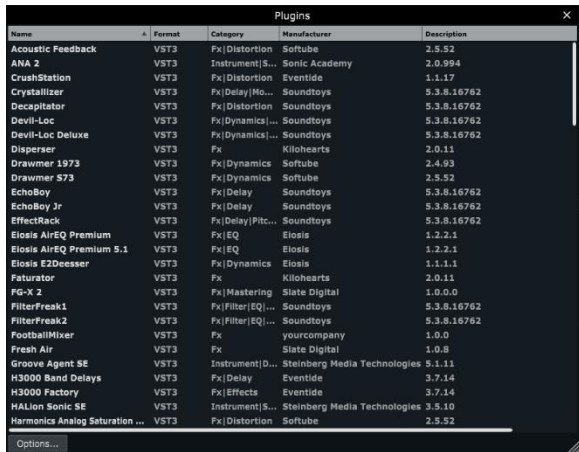 Plugins
Name Format Category Manufacturer Description
Acoustic Feedback VST3 Fx|Distortion Softube 2.5.52
ANA 2 VST3 Instrument|S... Sonic Academy 2.0.994
CrushStation VST3 Fx|Distortion Eventide 1.1.17
Crystallizer VST3 Fx|Delay|Mo... Soundtoys 5.3.8.16762
Decapitator VST3 Fx|Distortion Soundtoys 5.3.8.16762
Devil-Loc VST3 Fx|Dynamics|... Soundtoys 5.3.8.16762
Devil-Loc Deluxe VST3 Fx|Dynamics|... Soundtoys 5.3.8.16762
Disperser VST3 Fx Kilohearts 2.0.11
Drawmer 1973 VST3 Fx|Dynamics Softube 2.4.93
Drawmer S73 VST3 Fx|Dynamics Softube 2.5.52
EchoBoy VST3 Fx|Delay Soundtoys 5.3.8.16762
EchoBoy Jr VST3 Fx|Delay Soundtoys 5.3.8.16762
EffectRack VST3 Fx|Delay|Pitc... Soundtoys 5.3.8.16762
Eiosis AirEQ Premium VST3 Fx|EQ Eiosis 1.2.2.1
Eiosis AirEQ Premium 5.1 VST3 Fx|EQ Eiosis 1.2.2.1
Eiosis E2Deesser VST3 Fx|Dynamics Eiosis 1.1.1.1
Faturator VST3 Fx Kilohearts 2.0.11
FG-X 2 VST3 Fx|Mastering Slate Digital 1.0.0.0
FilterFreak1 VST3 Fx|Filter|EQ|... Soundtoys 5.3.8.16762
FilterFreak2 VST3 Fx|Filter|EQ|... Soundtoys 5.3.8.16762
FootballMixer VST3 Fx yourcompany 1.0.0
Fresh Air VST3 Fx Slate Digital 1.0.8
Groove Agent SE VST3 Instrument|D... Steinberg Media Technologies 5.1.11
H3000 Band Delays VST3 Fx|Delay Eventide 3.7.14
H3000 Factory VST3 Fx|Effects Eventide 3.7.14
HALion Sonic SE VST3 Instrument|S... Steinberg Media Technologies 3.5.10
Harmonics Analog Saturation ... VST3 Fx|Distortion Softube 2.5.52
Options...